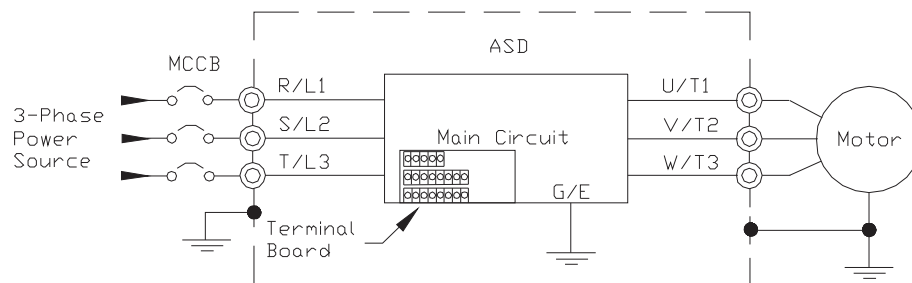 ASD
MCCB
R/L1
U/T1
3-Phase
Power
Source
S/L2
V/T2
Main Circuit
Motor
T/L3
W/T3
G/E
Terminal
Board